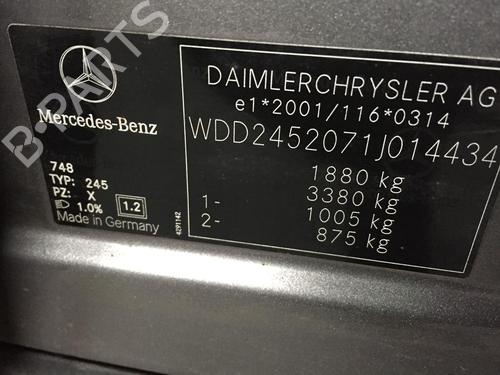 Mercedes-Benz
748
TYP: 245
PZ: X
1.0% 1.2
Made in Germany
4291142
DAIMLERCHRYSLER AG
e1*2001/116*0314
WDD2452071J014434
1880 kg
1- 3380 kg
2- 1005 kg
875 kg
B-PARTS